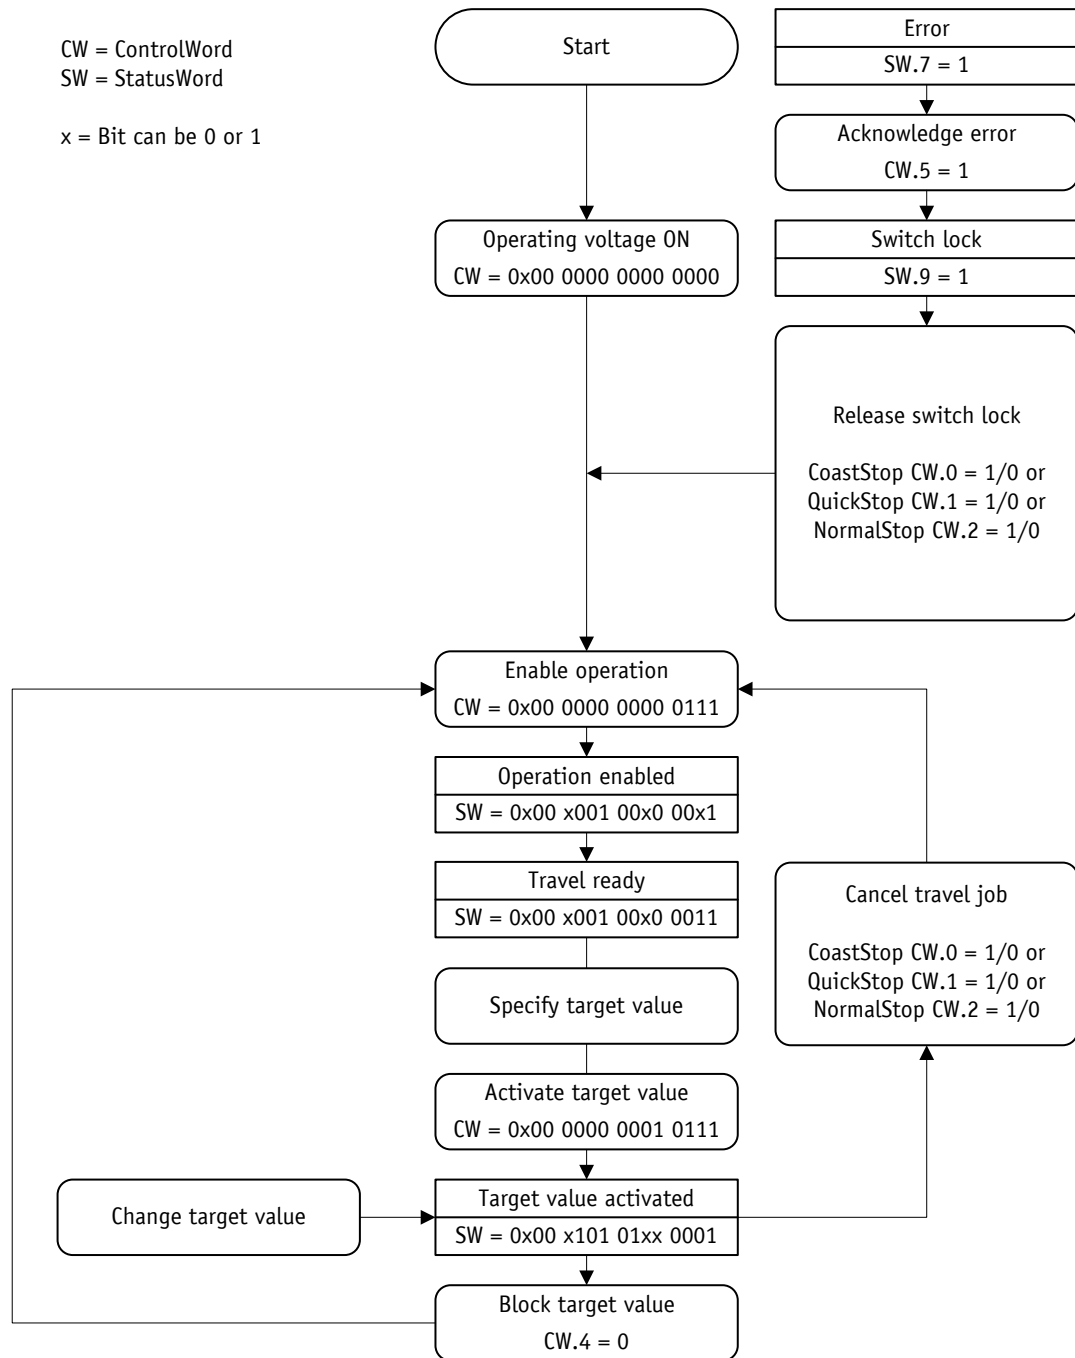 CW = ControlWord
SW = StatusWord
x = Bit can be 0 or 1
Start
Error
SW.7 = 1
Acknowledge error
CW.5 = 1
Operating voltage ON
CW = 0x00 0000 0000 0000
Switch lock
SW.9 = 1
Release switch lock
CoastStop CW.0 = 1/0 or
QuickStop CW.1 = 1/0 or
NormalStop CW.2 = 1/0
Enable operation
CW = 0x00 0000 0000 0111
Operation enabled
SW = 0x00 x001 00x0 00x1
Travel ready
SW = 0x00 x001 00x0 0011
Cancel travel job
CoastStop CW.0 = 1/0 or
QuickStop CW.1 = 1/0 or
NormalStop CW.2 = 1/0
Specify target value
Activate target value
CW = 0x00 0000 0001 0111
Change target value
Target value activated
SW = 0x00 x101 01xx 0001
Block target value
CW.4 = 0